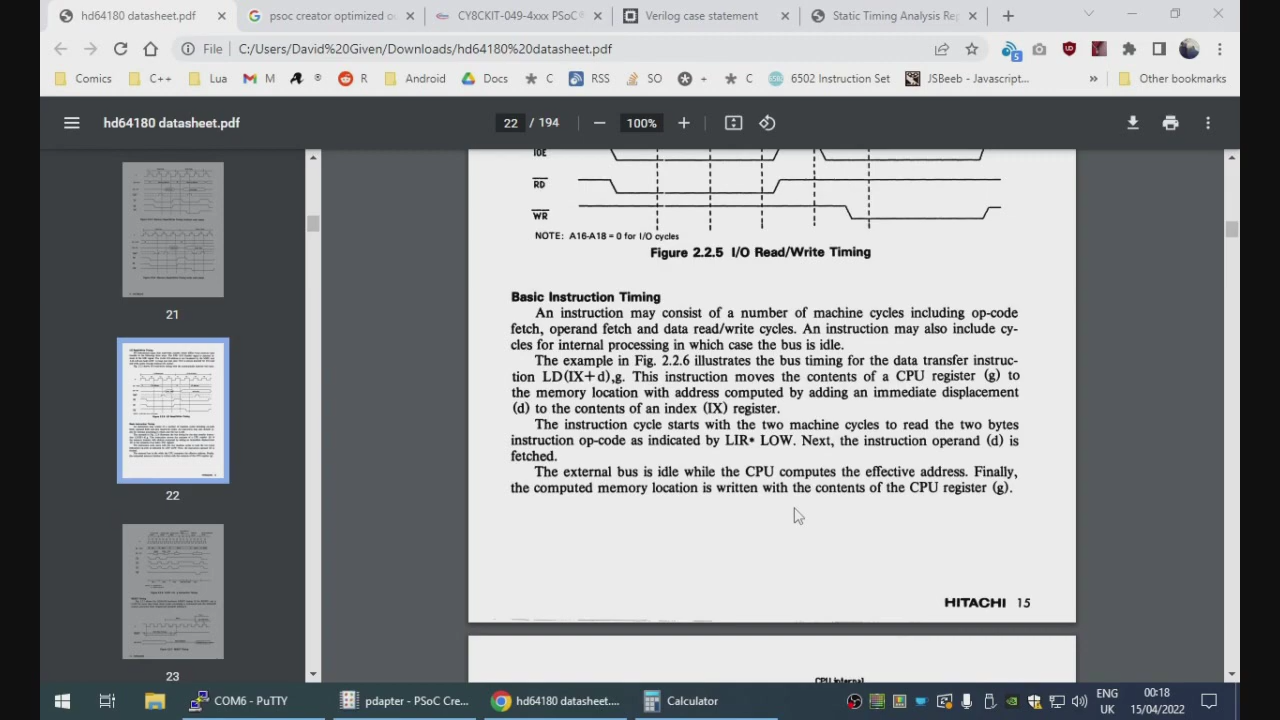 hd64180 datasheet.pdf
psoc creator optimized o
CY8CKIT-049-4xxx PSoC®
Verilog case statement
Static Timing Analysis Rep
File C:/Users/David%20Given/Downloads/hd64180%20datasheet.pdf
5
Comics C++ Lua M R Android Docs C RSS SO + C 6502 Instruction Set JSBeeb - Javascript... » Other bookmarks
hd64180 datasheet.pdf
22 / 194
100%
21
22
23
IOE
RD
WR
NOTE: A16-A18 = 0 for I/O cycles
Figure 2.2.5 I/O Read/Write Timing
Basic Instruction Timing
An instruction may consist of a number of machine cycles including op-code
fetch, operand fetch and data read/write cycles. An instruction may also include cy-
cles for internal processing in which case the bus is idle.
The example in Fig. 2.2.6 illustrates the bus timing for the data transfer instruc-
tion LD(IX+d),g. This instruction moves the contents of a CPU register (g) to
the memory location with address computed by adding an immediate displacement
(d) to the contents of an index (IX) register.
The instruction cycle starts with the two machine cycles to read the two bytes
instruction op-code as indicated by LIR• LOW. Next, the instruction operand (d) is
fetched.
The external bus is idle while the CPU computes the effective address. Finally,
the computed memory location is written with the contents of the CPU register (g).
HITACHI 15
CPU Internal
COM6 - PuTTY
pdapter - PSoC Cre...
hd64180 datasheet....
Calculator
ENG
UK
00:18
15/04/2022